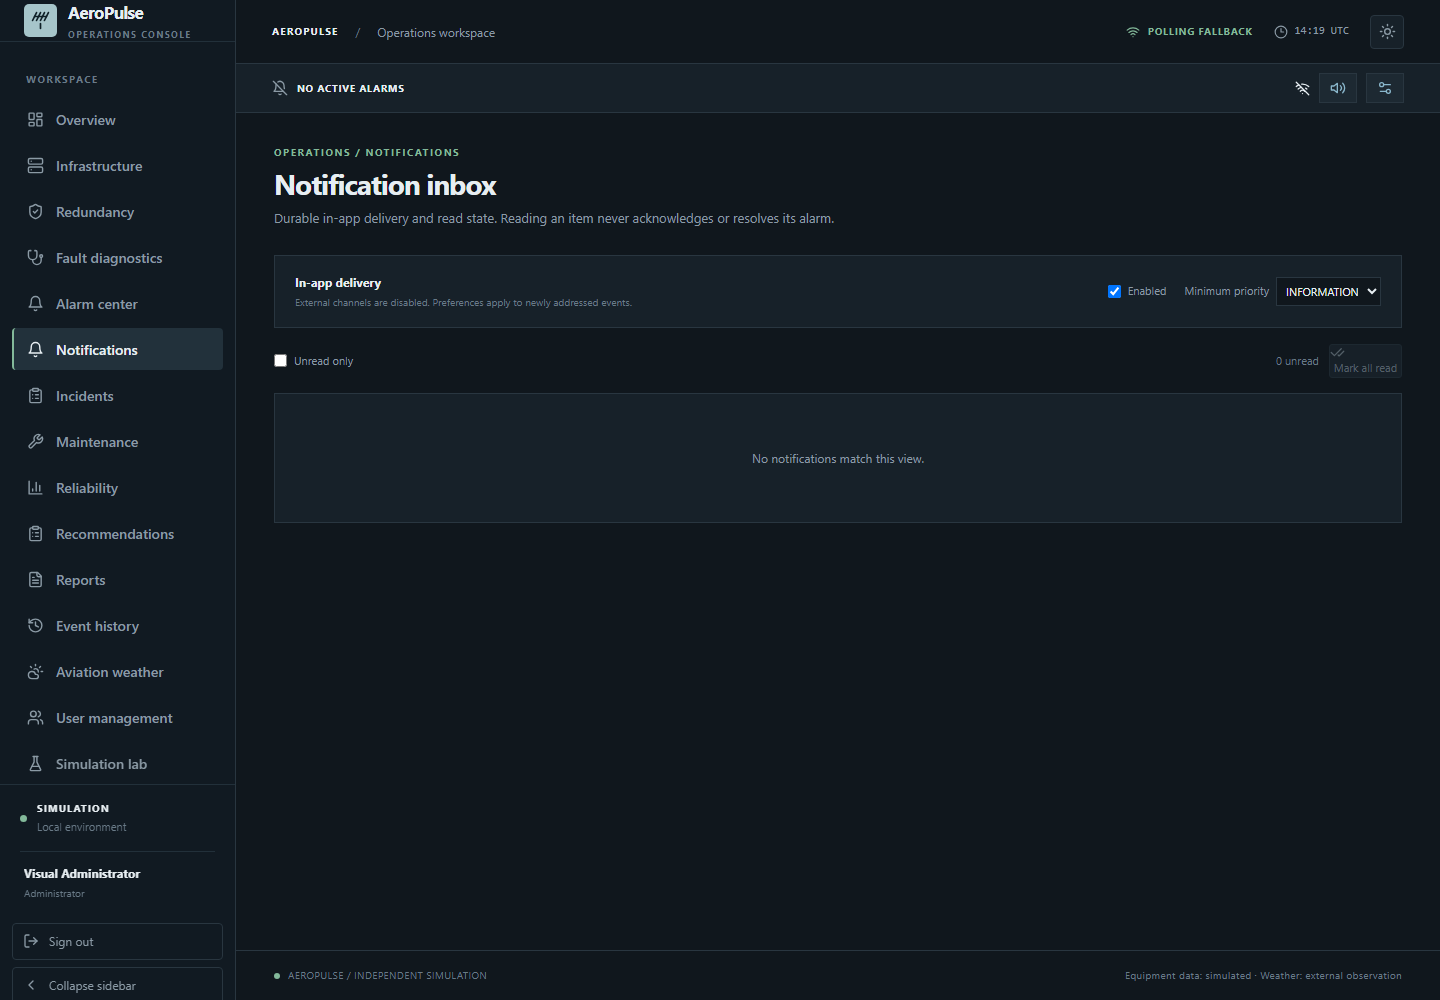 AeroPulse
OPERATIONS CONSOLE
WORKSPACE
Overview
Infrastructure
Redundancy
Fault diagnostics
Alarm center
Notifications
Incidents
Maintenance
Reliability
Recommendations
Reports
Event history
Aviation weather
User management
Simulation lab
SIMULATION
Local environment
Visual Administrator
Administrator
Sign out
Collapse sidebar
AEROPULSE / Operations workspace
POLLING FALLBACK
14:19 UTC
NO ACTIVE ALARMS
OPERATIONS / NOTIFICATIONS
Notification inbox
Durable in-app delivery and read state. Reading an item never acknowledges or resolves its alarm.
In-app delivery
External channels are disabled. Preferences apply to newly addressed events.
Enabled
Minimum priority
INFORMATION
Unread only
0 unread
Mark all read
No notifications match this view.
AEROPULSE / INDEPENDENT SIMULATION
Equipment data: simulated · Weather: external observation